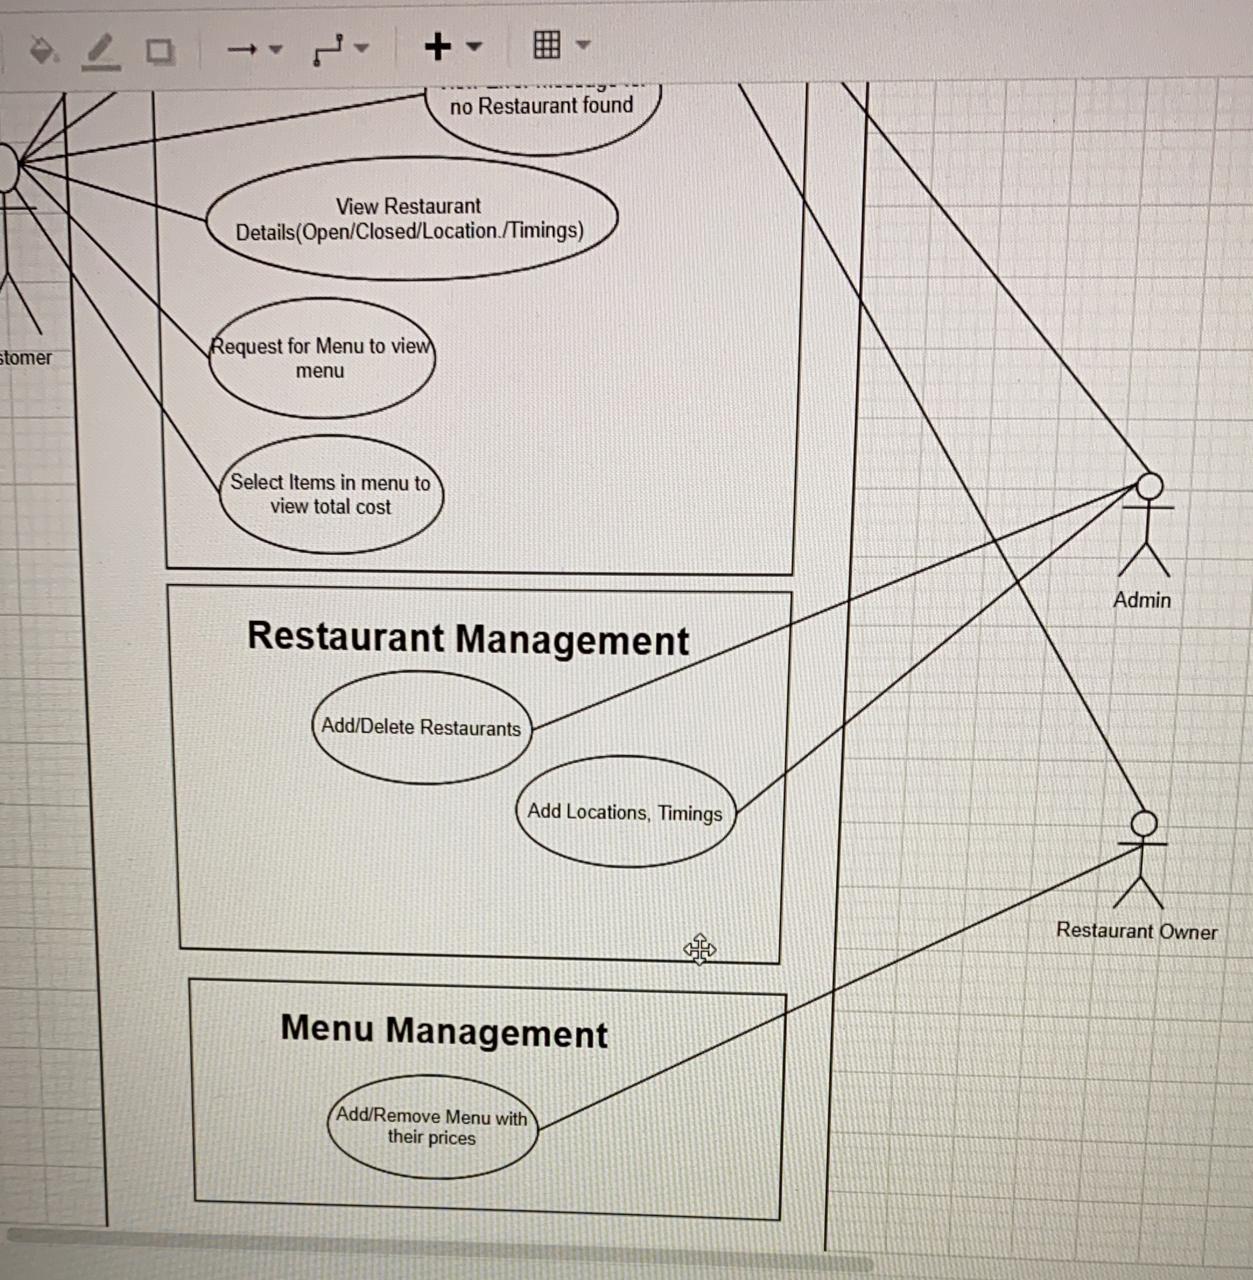 no Restaurant found
View Restaurant
Details(Open/Closed/Location./Timings)
Request for Menu to view
menu
stomer
Select Items in menu to
view total cost
Admin
Restaurant Management
Add/Delete Restaurants
Add Locations, Timings
Restaurant Owner
Menu Management
Add/Remove Menu with
their prices